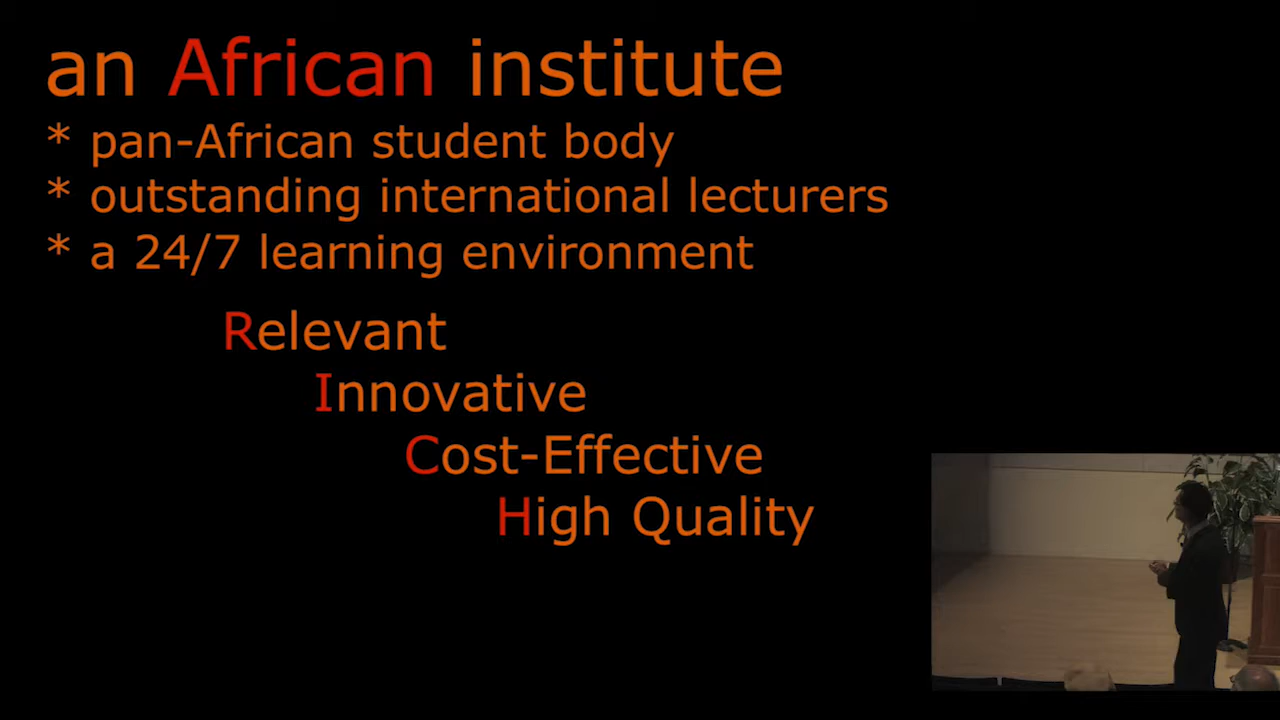 an African institute
* pan-African student body
* outstanding international lecturers
* a 24/7 learning environment
Relevant
Innovative
Cost-Effective
High Quality